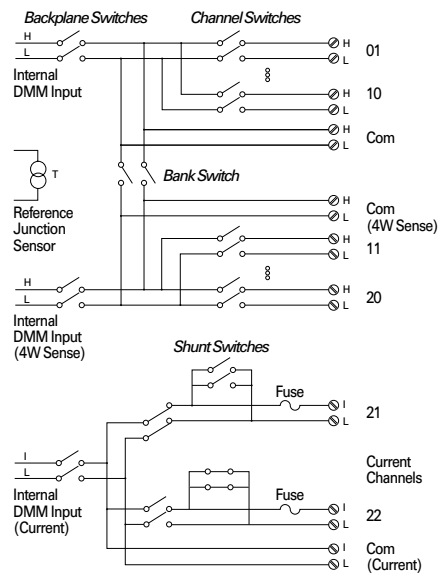 Backplane Switches
Channel Switches
H
L
Internal
DMM Input
H
L
01
H
L
10
H
L
Com
T
Reference
Junction
Sensor
Bank Switch
H
L
Com
(4W Sense)
H
L
11
H
L
Internal
DMM Input
(4W Sense)
H
L
20
Shunt Switches
Fuse
I
L
21
I
L
Internal
DMM Input
(Current)
Current
Channels
Fuse
I
L
22
I
L
Com
(Current)